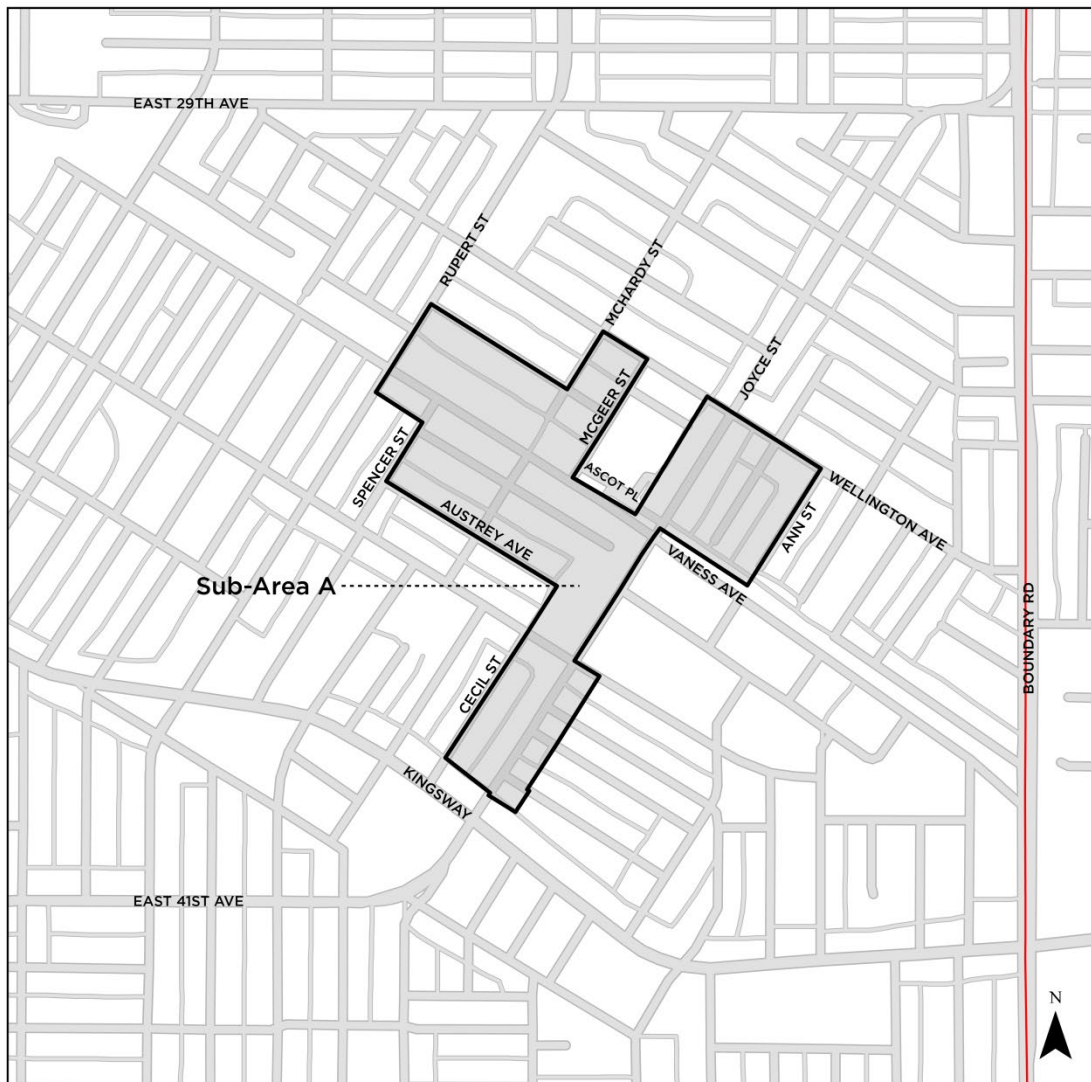 EAST 29TH AVE
RUPERT ST
MCHARDY ST
JOYCE ST
MCGEER ST
SPENCER ST
ASCOT PL
WELLINGTON AVE
AUSTREY AVE
ANN ST
VANESS AVE
Sub-Area A
BOUNDARY RD
CECIL ST
KINGSWAY
EAST 41ST AVE
N